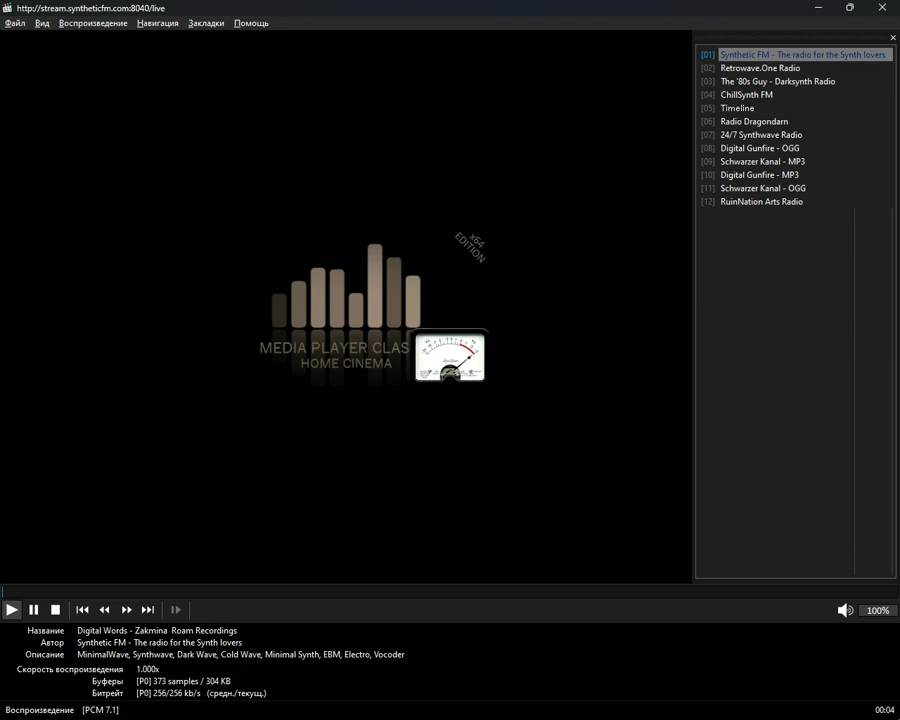 http://stream.syntheticfm.com:8040/live
Файл Вид Воспроизведение Навигация Закладки Помощь
[01] Synthetic FM - The radio for the Synth lovers
[02] Retrowave.One Radio
[03] The '80s Guy - Darksynth Radio
[04] ChillSynth FM
[05] Timeline
[06] Radio Dragondarn
[07] 24/7 Synthwave Radio
[08] Digital Gunfire - OGG
[09] Schwarzer Kanal - MP3
[10] Digital Gunfire - MP3
[11] Schwarzer Kanal - OGG
[12] RuinNation Arts Radio
x64
EDITION
MEDIA PLAYER CLAS
HOME CINEMA
100%
Название Digital Words - Zakmina Roam Recordings
Автор Synthetic FM - The radio for the Synth lovers
Описание MinimalWave, Synthwave, Dark Wave, Cold Wave, Minimal Synth, EBM, Electro, Vocoder
Скорость воспроизведения 1.000x
Буферы [P0] 373 samples / 304 KB
Битрейт [P0] 256/256 kb/s (средн./текущ.)
Воспроизведение [PCM 7.1] 00:04